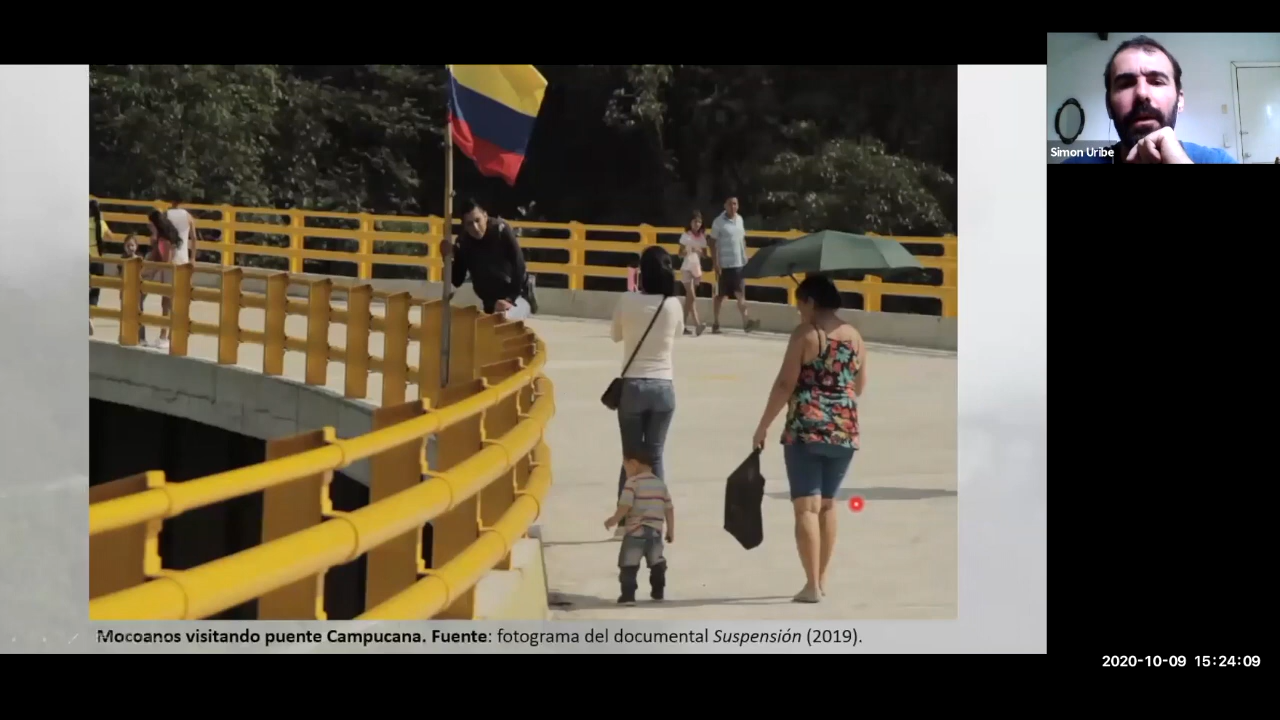 Simon Uribe
Mocoanos visitando puente Campucana. Fuente: fotograma del documental Suspensión (2019).
2020-10-09 15:24:09